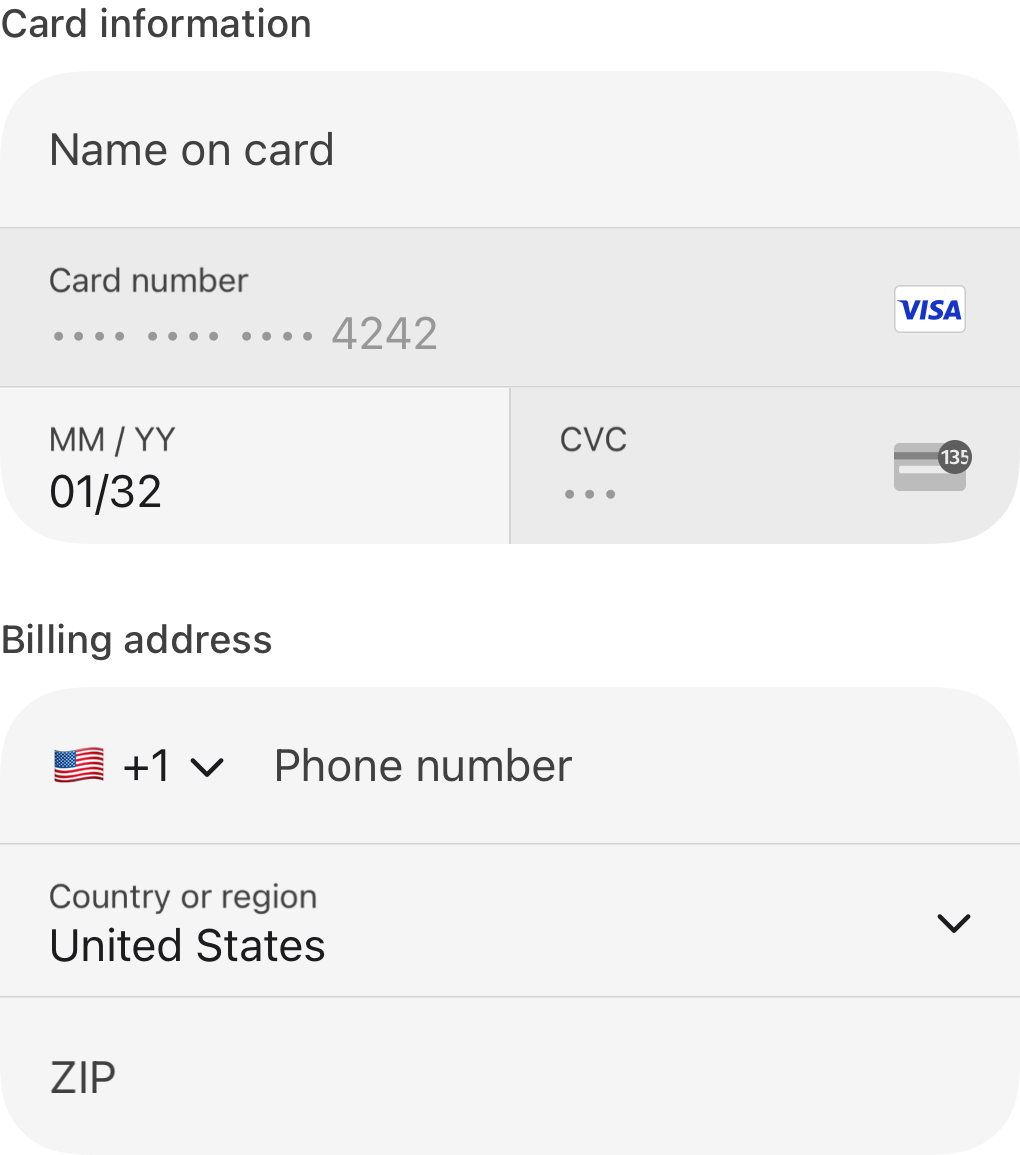 Card information
Name on card
Card number
•••• •••• •••• 4242
VISA
MM / YY
01/32
CVC
•••
135
Billing address
🇺🇸 +1 Phone number
Country or region
United States
ZIP